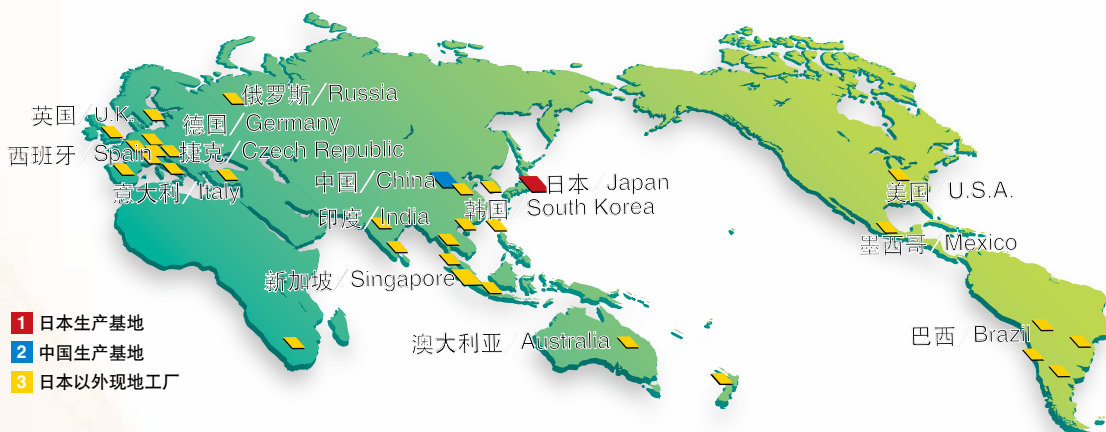 俄罗斯/Russia
英国/U.K.
德国/Germany
西班牙/Spain
捷克/Czech Republic
意大利/Italy
中国/China
日本/Japan
美国 U.S.A.
印度/India
韩国/South Korea
墨西哥/Mexico
新加坡/Singapore
澳大利亚/Australia
巴西/Brazil
1 日本生产基地
2 中国生产基地
3 日本以外现地工厂